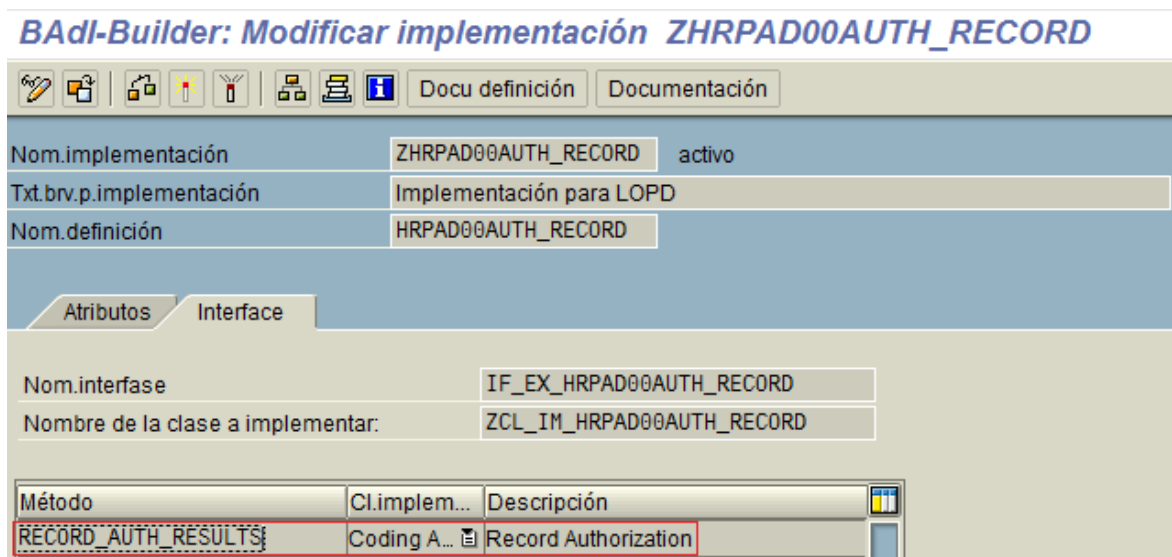 BAdI-Builder: Modificar implementación ZHRPAD00AUTH_RECORD
Docu definición Documentación
Nom.implementación ZHRPAD00AUTH_RECORD activo
Txt.brv.p.implementación Implementación para LOPD
Nom.definición HRPAD00AUTH_RECORD
Atributos Interface
Nom.interfase IF_EX_HRPAD00AUTH_RECORD
Nombre de la clase a implementar: ZCL_IM_HRPAD00AUTH_RECORD
Método Cl.implem... Descripción
RECORD_AUTH_RESULTS Coding A... Record Authorization